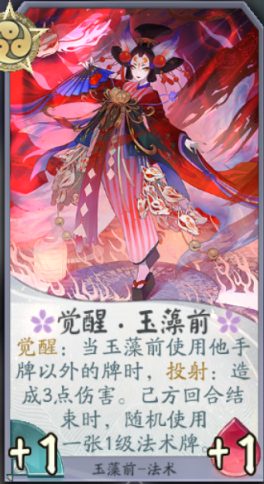 觉醒·玉藻前
觉醒：当玉藻前使用他手
牌以外的牌时，投射：造
成3点伤害。己方回合结
束时，随机使用
一张1级法术牌。
+1
+1
玉藻前-法术